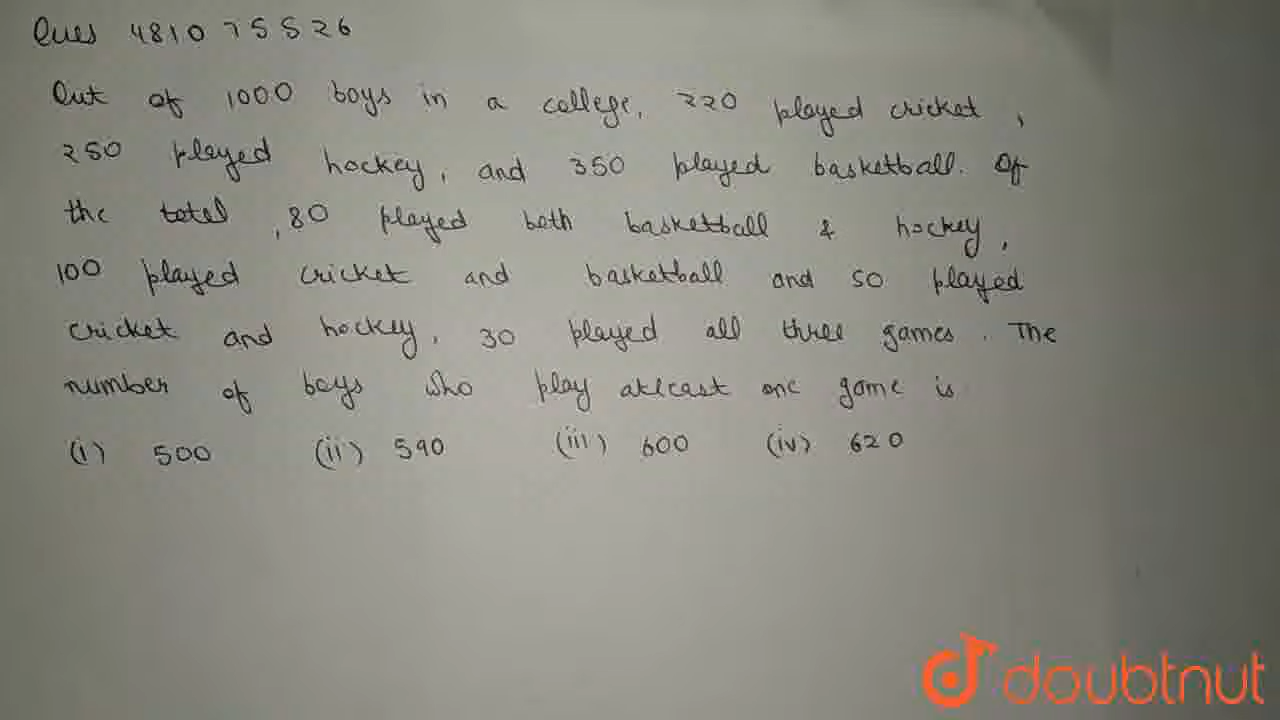 Ques 481075526
Out of 1000 boys in a college, 220 played cricket,
250 played hockey, and 350 played basketball. Of
the total, 80 played both basketball & hockey,
100 played cricket and basketball and 50 played
cricket and hockey, 30 played all three games. The
number of boys who play atleast one game is
(i) 500 (ii) 590 (iii) 600 (iv) 620
doubtnut